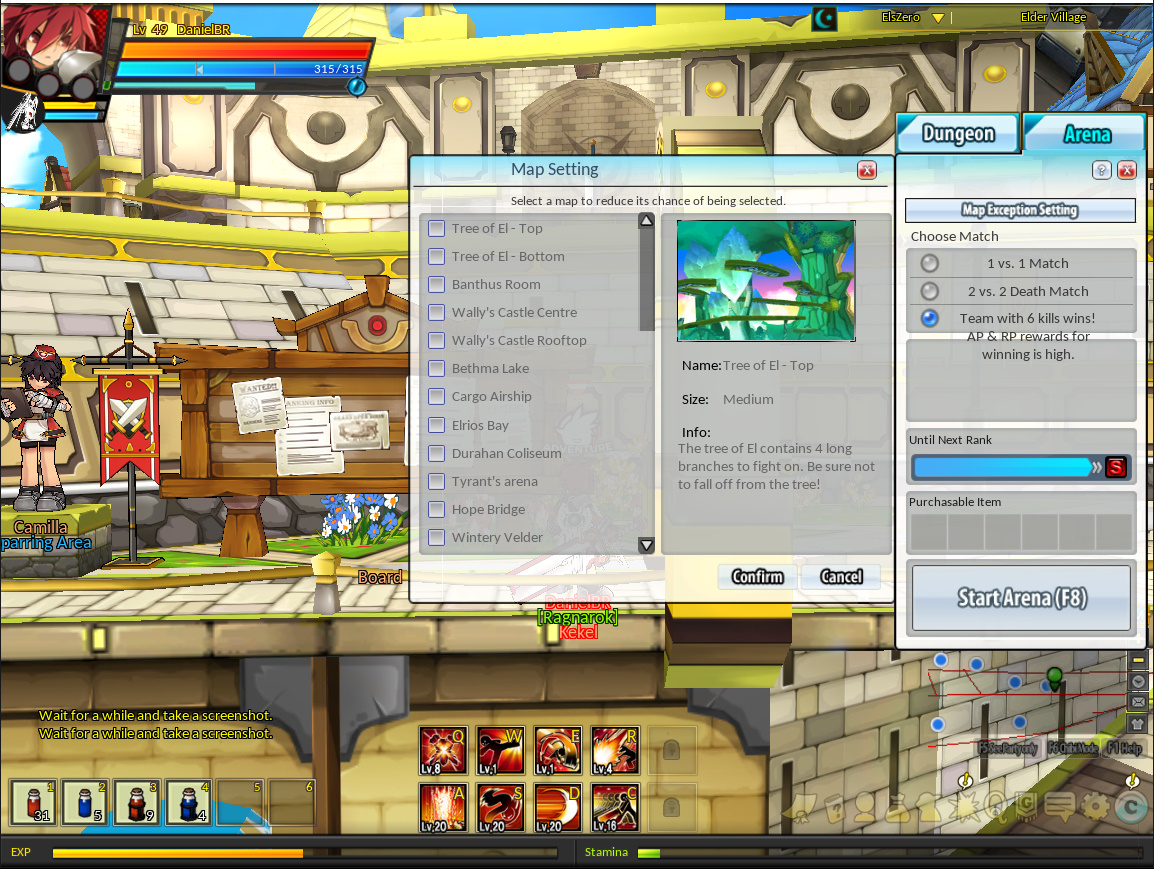 Lv 49 DanielBR
315/315
ElsZero
Elder Village
Dungeon
Arena
Map Setting
Select a map to reduce its chance of being selected.
Tree of El - Top
Tree of El - Bottom
Banthus Room
Wally's Castle Centre
Wally's Castle Rooftop
Bethma Lake
Cargo Airship
Elrios Bay
Durahan Coliseum
Tyrant's arena
Hope Bridge
Wintery Velder
Name: Tree of El - Top
Size: Medium
Info:
The tree of El contains 4 long
branches to fight on. Be sure not
to fall off from the tree!
Confirm
Cancel
?
Map Exception Setting
Choose Match
1 vs. 1 Match
2 vs. 2 Death Match
Team with 6 kills wins!
AP & RP rewards for
winning is high.
Until Next Rank
S
Purchasable Item
Start Arena (F8)
WANTED!!
Camilla
parring Area
Board
DanielBR
[Ragnarok]
Kekel
Wait for a while and take a screenshot.
Wait for a while and take a screenshot.
1 2 3 4 5 6
31 5 9 4
Q W E R
Lv,8 Lv,1 Lv,1 Lv,4
A S D C
Lv,20 Lv,20 Lv,20 Lv,16
F5 See Party only
F1 Help
EXP
Stamina